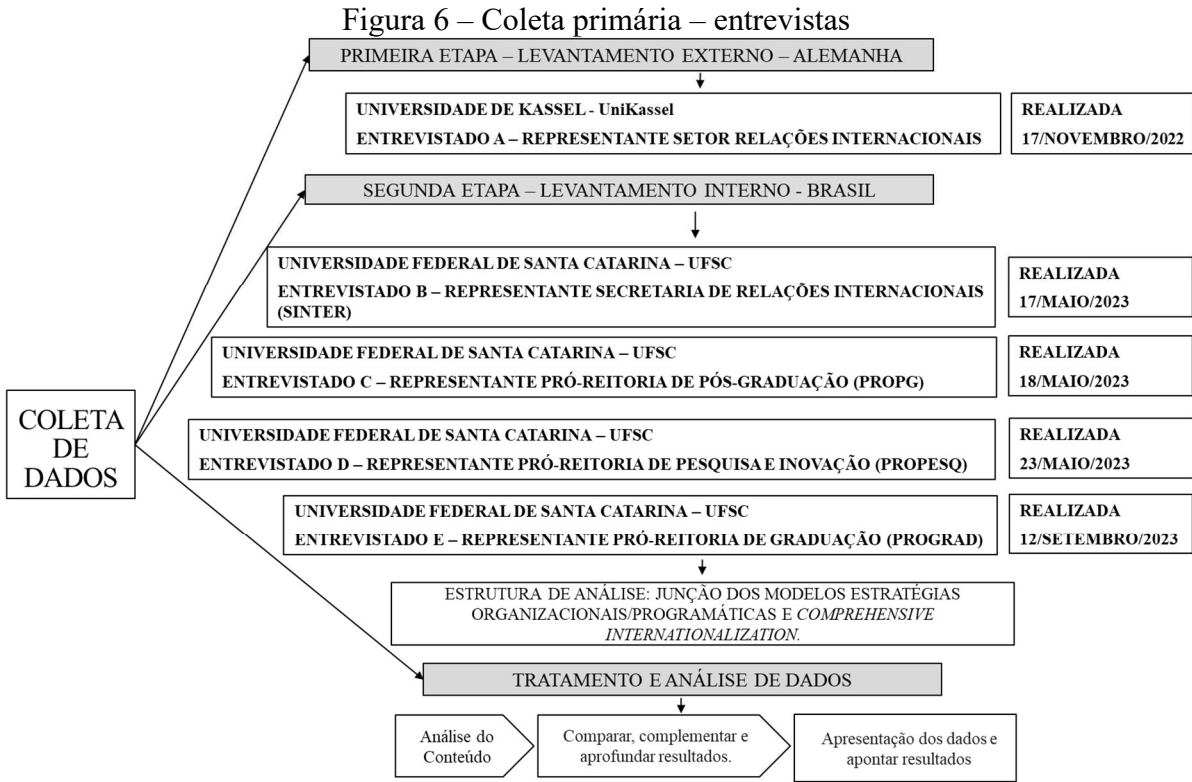 Figura 6 – Coleta primária – entrevistas
PRIMEIRA ETAPA – LEVANTAMENTO EXTERNO – ALEMANHA
UNIVERSIDADE DE KASSEL - UniKassel
ENTREVISTADO A – REPRESENTANTE SETOR RELAÇÕES INTERNACIONAIS
REALIZADA
17/NOVEMBRO/2022
SEGUNDA ETAPA – LEVANTAMENTO INTERNO - BRASIL
UNIVERSIDADE FEDERAL DE SANTA CATARINA – UFSC
ENTREVISTADO B – REPRESENTANTE SECRETARIA DE RELAÇÕES INTERNACIONAIS
(SINTER)
REALIZADA
17/MAIO/2023
UNIVERSIDADE FEDERAL DE SANTA CATARINA – UFSC
ENTREVISTADO C – REPRESENTANTE PRÓ-REITORIA DE PÓS-GRADUAÇÃO (PROPG)
REALIZADA
18/MAIO/2023
COLETA
DE
DADOS
UNIVERSIDADE FEDERAL DE SANTA CATARINA – UFSC
ENTREVISTADO D – REPRESENTANTE PRÓ-REITORIA DE PESQUISA E INOVAÇÃO (PROPESQ)
REALIZADA
23/MAIO/2023
UNIVERSIDADE FEDERAL DE SANTA CATARINA – UFSC
ENTREVISTADO E – REPRESENTANTE PRÓ-REITORIA DE GRADUAÇÃO (PROGRAD)
REALIZADA
12/SETEMBRO/2023
ESTRUTURA DE ANÁLISE: JUNÇÃO DOS MODELOS ESTRATÉGIAS
ORGANIZACIONAIS/PROGRAMÁTICAS E COMPREHENSIVE
INTERNATIONALIZATION.
TRATAMENTO E ANÁLISE DE DADOS
Análise do
Conteúdo
Comparar, complementar e
aprofundar resultados.
Apresentação dos dados e
apontar resultados